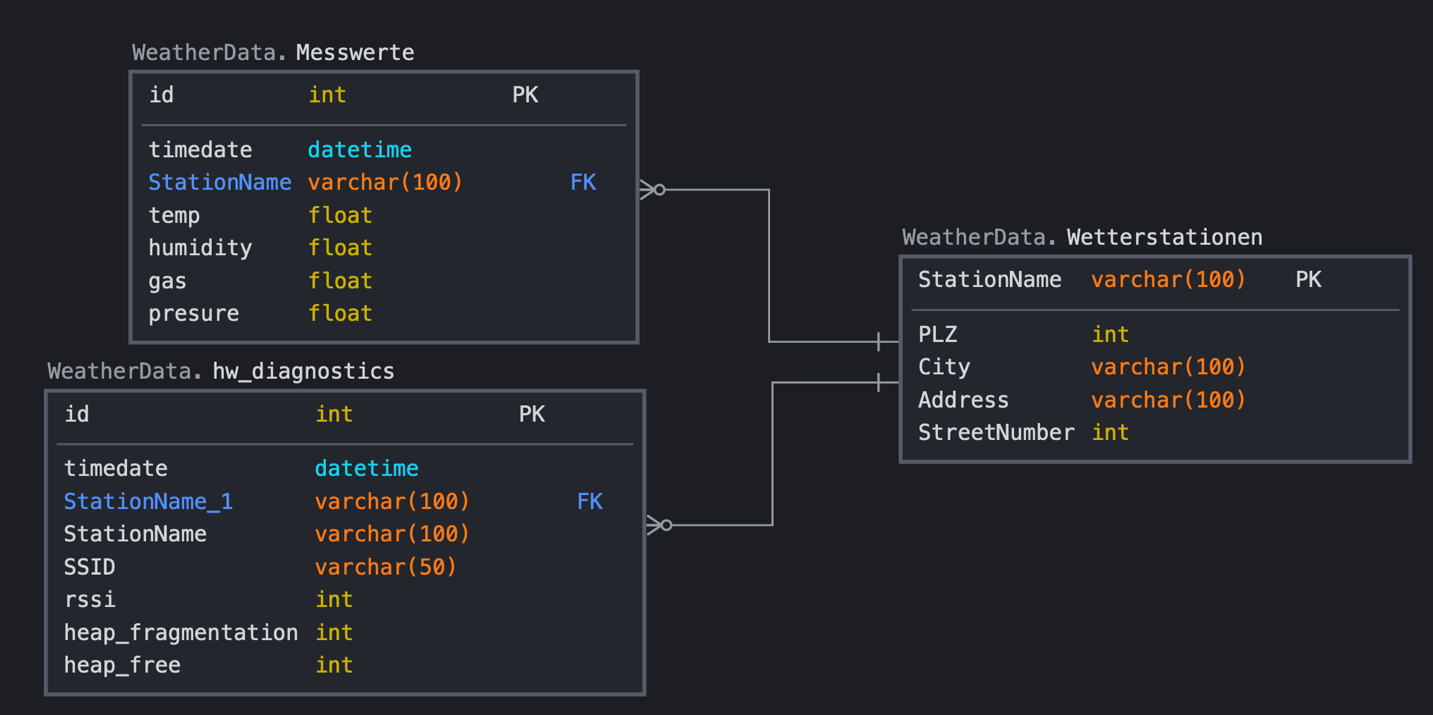 WeatherData. Messwerte
id int PK
timedate datetime
StationName varchar(100) FK
temp float
humidity float
gas float
presure float
WeatherData. hw_diagnostics
id int PK
timedate datetime
StationName_1 varchar(100) FK
StationName varchar(100)
SSID varchar(50)
rssi int
heap_fragmentation int
heap_free int
WeatherData. Wetterstationen
StationName varchar(100) PK
PLZ int
City varchar(100)
Address varchar(100)
StreetNumber int